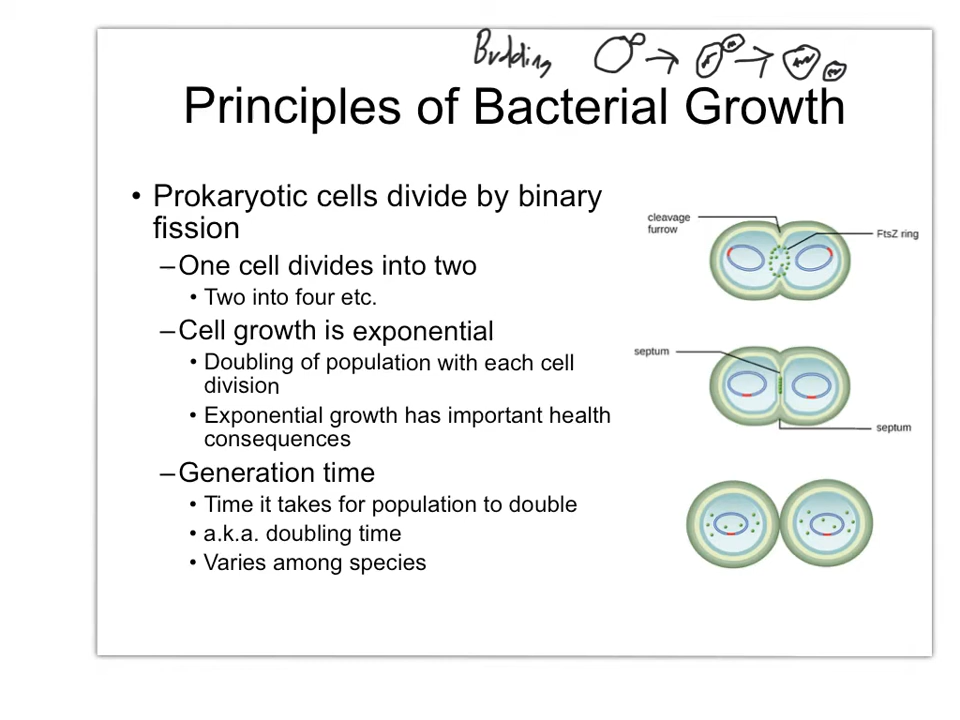 Budding
Principles of Bacterial Growth
• Prokaryotic cells divide by binary
fission
–One cell divides into two
• Two into four etc.
–Cell growth is exponential
• Doubling of population with each cell
division
• Exponential growth has important health
consequences
–Generation time
• Time it takes for population to double
• a.k.a. doubling time
• Varies among species
cleavage
furrow
FtsZ ring
septum
septum